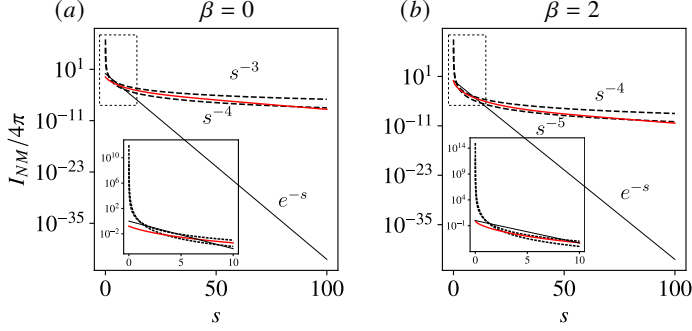 (a) β = 0
I_{NM}/4π
10^1
10^{-11}
10^{-23}
10^{-35}
s^{-3}
s^{-4}
e^{-s}
10^{10}
10^6
10^2
10^{-2}
0 5 10
0 50 100
s
(b) β = 2
10^1
10^{-11}
10^{-23}
10^{-35}
s^{-4}
s^{-5}
e^{-s}
10^{14}
10^9
10^4
10^{-1}
0 5 10
0 50 100
s